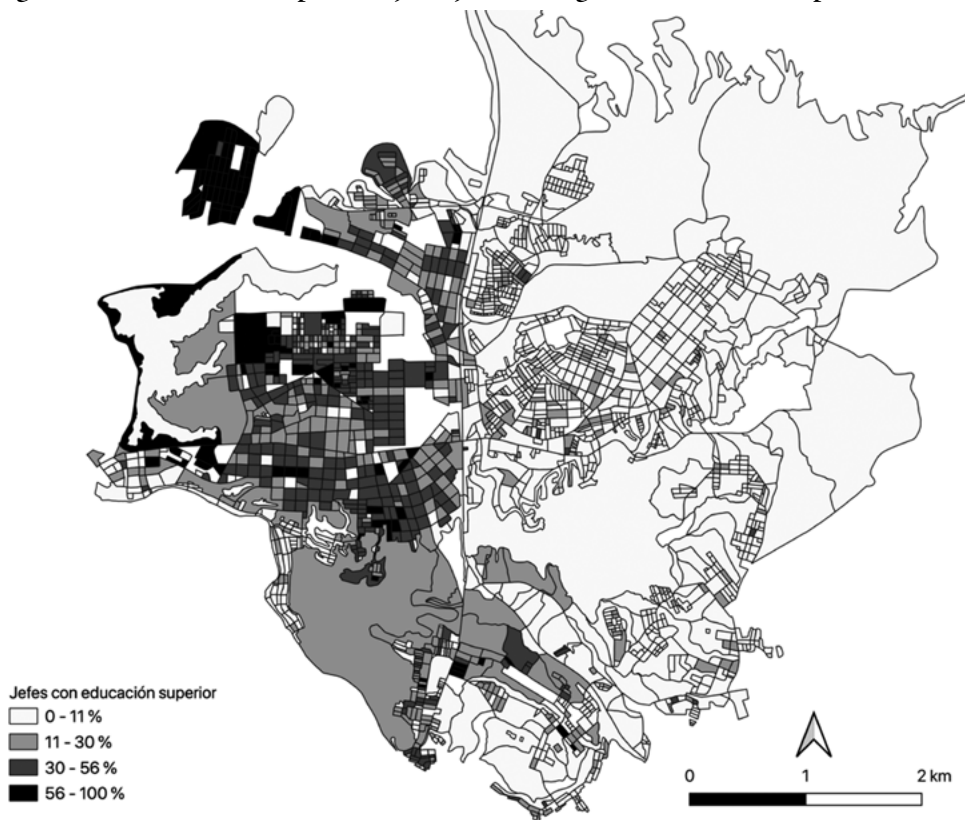 Jefes con educación superior
0 - 11 %
11 - 30 %
30 - 56 %
56 - 100 %
0 1 2 km